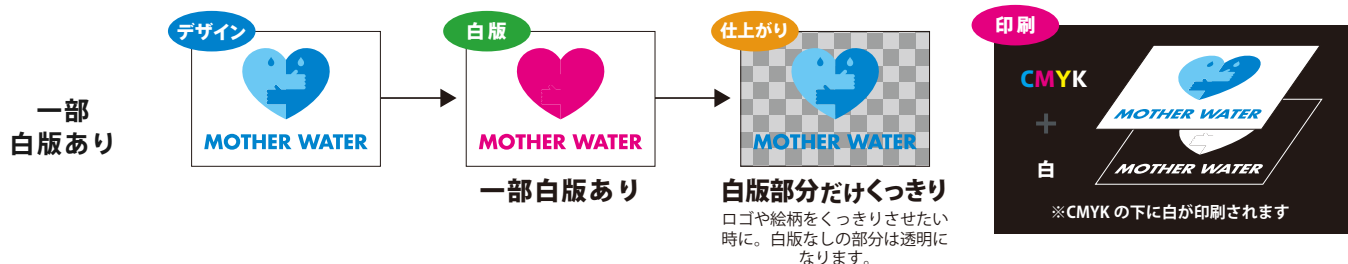 一部
白版あり
デザイン
MOTHER WATER
白版
MOTHER WATER
一部白版あり
仕上がり
MOTHER WATER
白版部分だけくっきり
ロゴや絵柄をくっきりさせたい
時に。白版なしの部分は透明に
なります。
印刷
CMYK
+
白
MOTHER WATER
MOTHER WATER
※CMYK の下に白が印刷されます